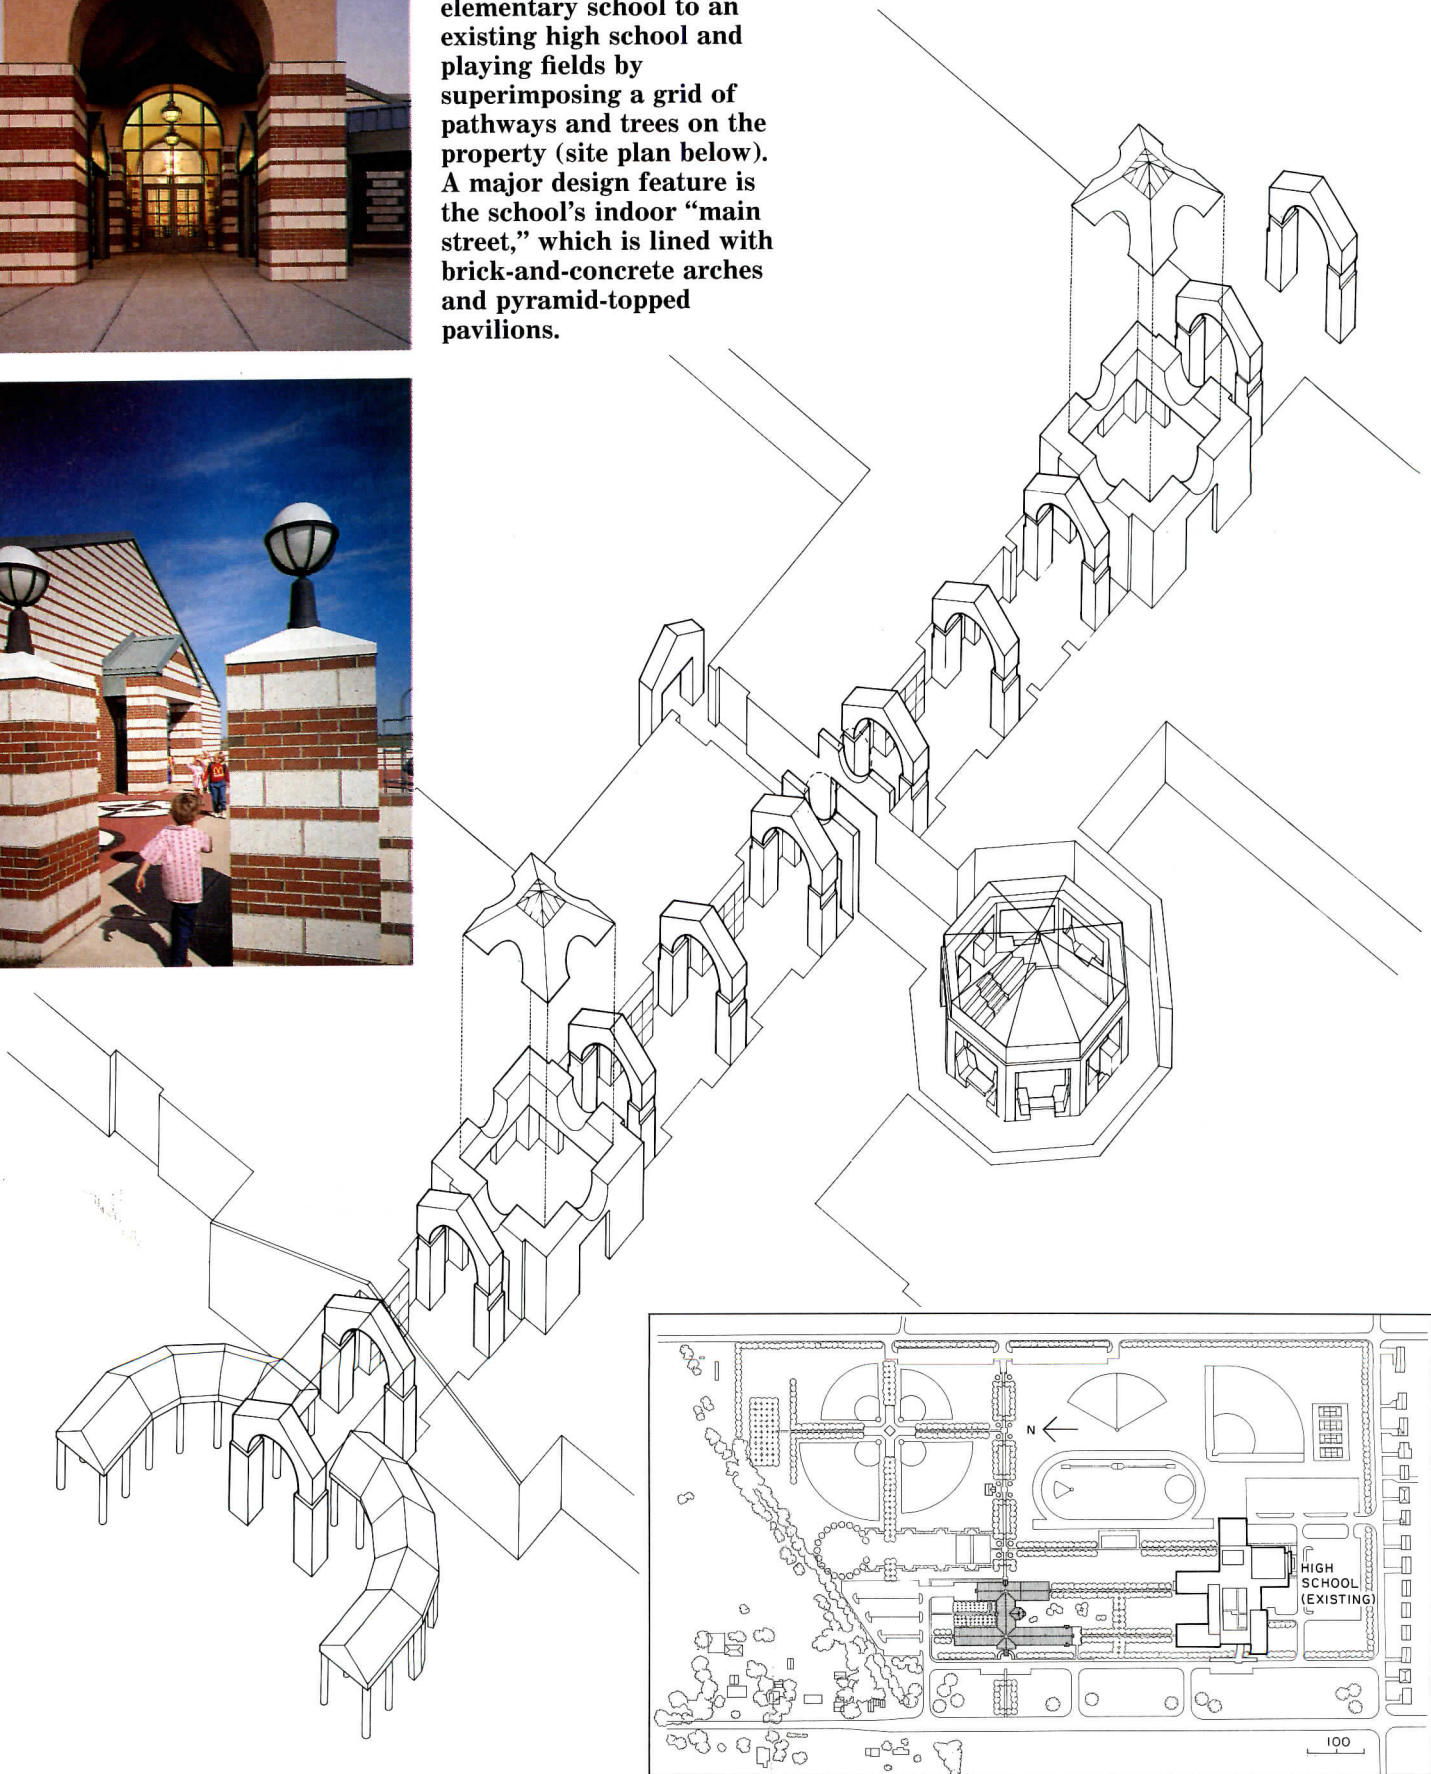 elementary school to an
existing high school and
playing fields by
superimposing a grid of
pathways and trees on the
property (site plan below).
A major design feature is
the school’s indoor “main
street,” which is lined with
brick-and-concrete arches
and pyramid-topped
pavilions.
N
HIGH
SCHOOL
(EXISTING)
100